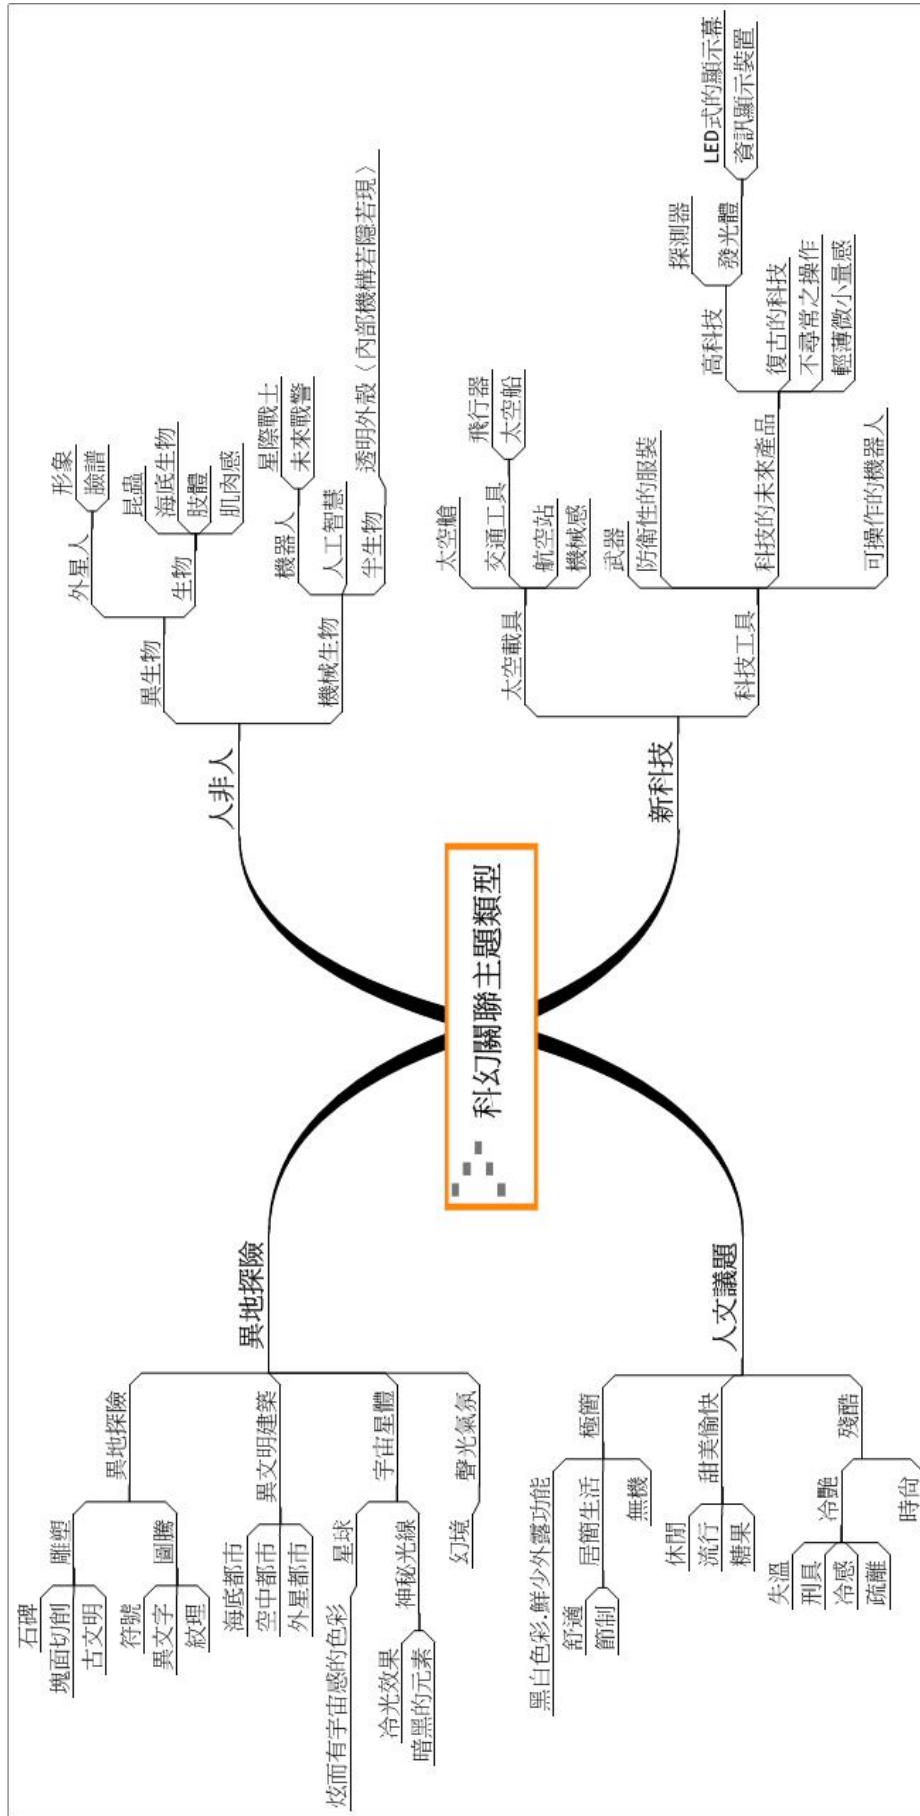 科幻關聯主題類型
人非人
異生物
外星人
形象
臉譜
生物
昆蟲
海底生物
肢體
肌肉感
機械生物
機器人
星際戰士
未來戰警
人工智慧
半生物
透明外殼〈內部機構若隱若現〉
新科技
太空載具
太空艙
交通工具
飛行器
太空船
航空站
機械感
科技工具
武器
防衛性的服裝
科技的未來產品
高科技
探測器
發光體
LED式的顯示幕
資訊顯示裝置
復古的科技
不尋常之操作
輕薄微小量感
可操作的機器人
異地探險
異地探險
雕塑
石碑
塊面切削
古文明
圖騰
符號
異文字
紋理
異文明建築
海底都市
空中都市
外星都市
宇宙星體
星球
炫而有宇宙感的色彩
神秘光線
冷光效果
暗黑的元素
聲光氣氛
幻境
人文議題
極簡
黑白色彩.鮮少外露功能
居簡生活
舒適
節制
無機
甜美愉快
休閒
流行
糖果
殘酷
冷艷
失溫
刑具
冷感
疏離
時尚